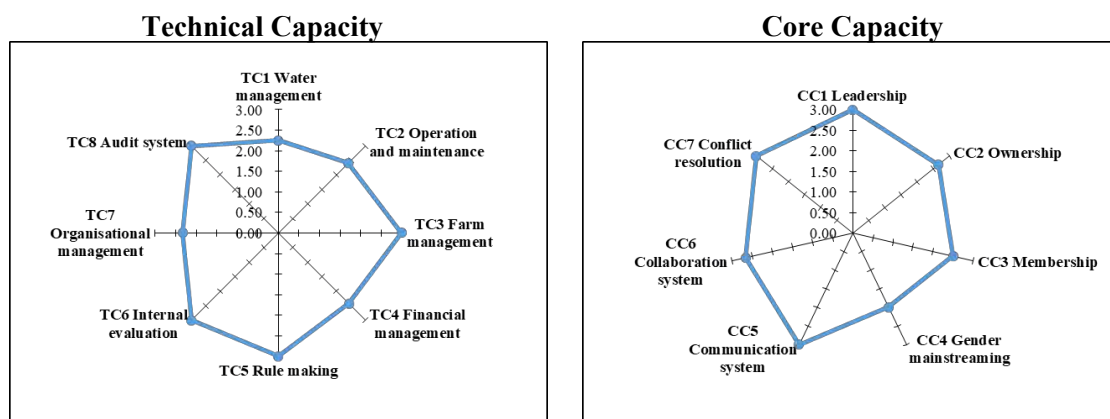 Technical Capacity
TC1 Water
management
3.00
2.50
2.00
1.50
1.00
0.50
0.00
TC2 Operation
and maintenance
TC3 Farm
management
TC4 Financial
management
TC5 Rule making
TC6 Internal
evaluation
TC7
Organisational
management
TC8 Audit system
Core Capacity
CC1 Leadership
3.00
2.50
2.00
1.50
1.00
0.50
0.00
CC2 Ownership
CC3 Membership
CC4 Gender
mainstreaming
CC5
Communication
system
CC6
Collaboration
system
CC7 Conflict
resolution